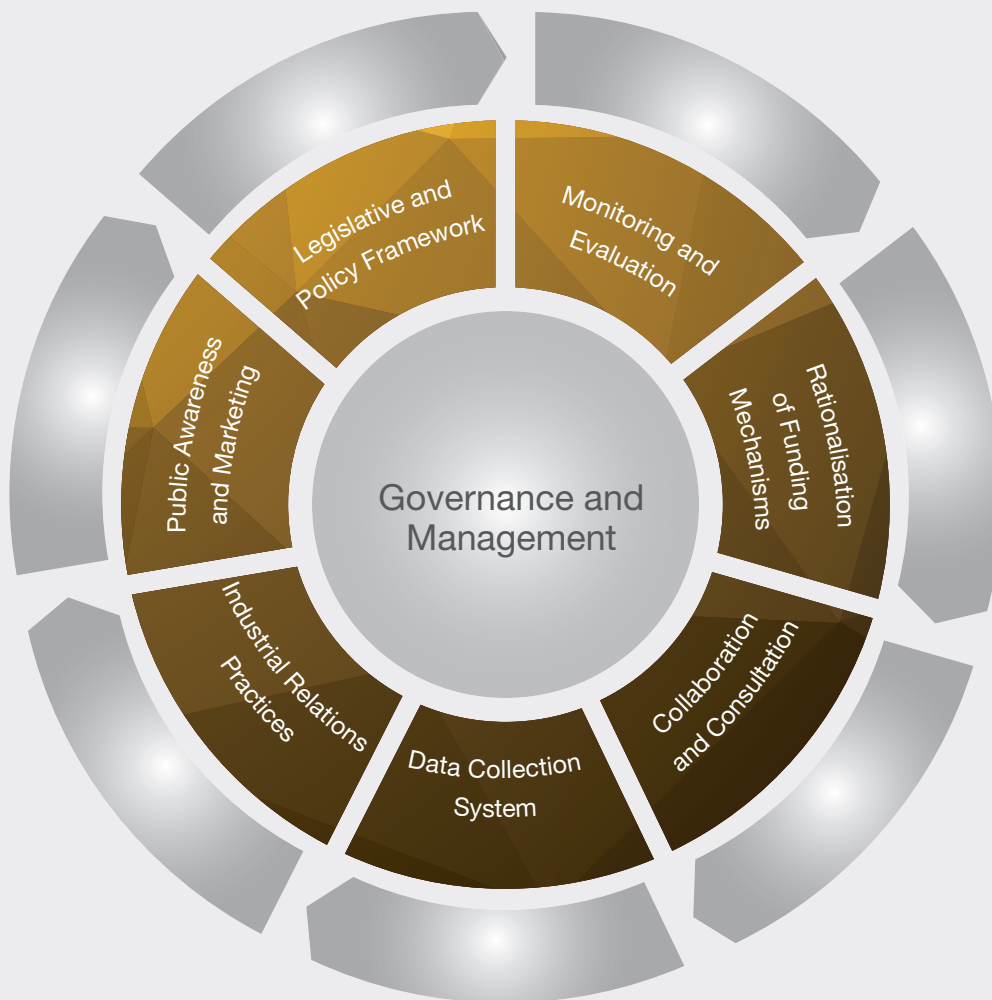 Legislative and
Policy Framework
Monitoring and
Evaluation
Rationalisation
of Funding
Mechanisms
Collaboration
and Consultation
Data Collection
System
Industrial Relations
Practices
Public Awareness
and Marketing
Governance and
Management